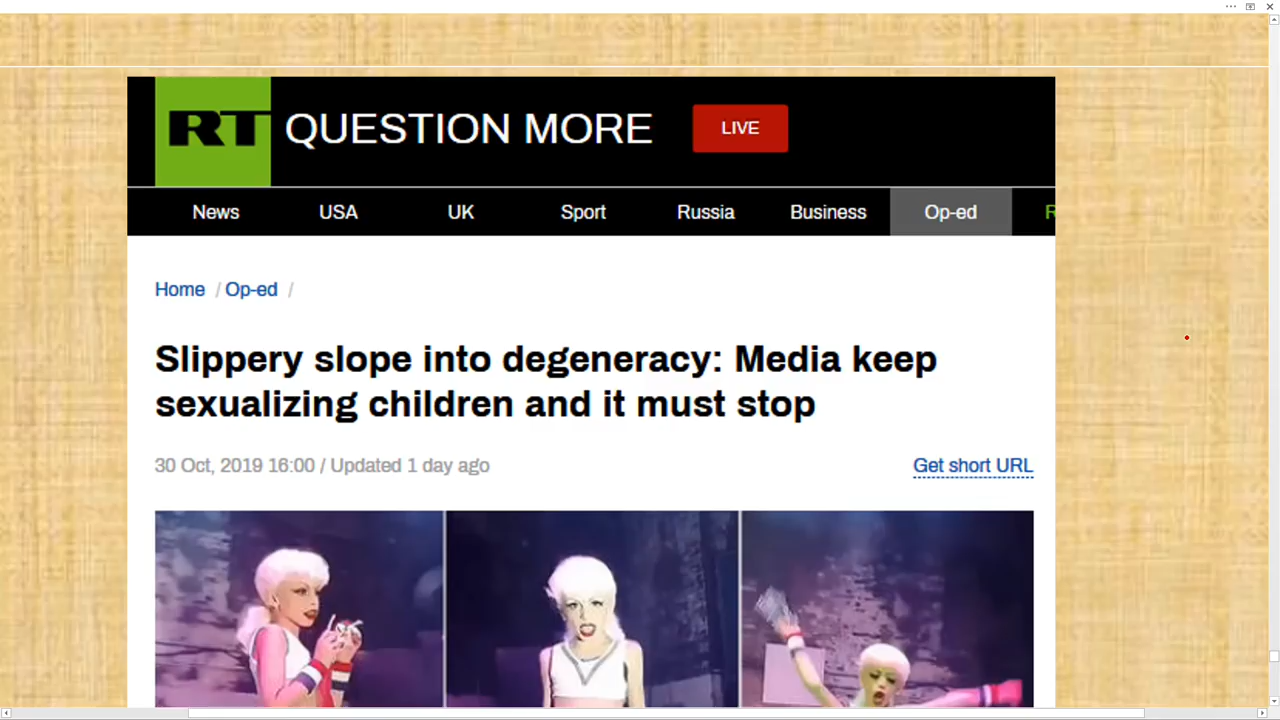 RT QUESTION MORE LIVE
News USA UK Sport Russia Business Op-ed R
Home / Op-ed /
Slippery slope into degeneracy: Media keep
sexualizing children and it must stop
30 Oct, 2019 16:00 / Updated 1 day ago Get short URL